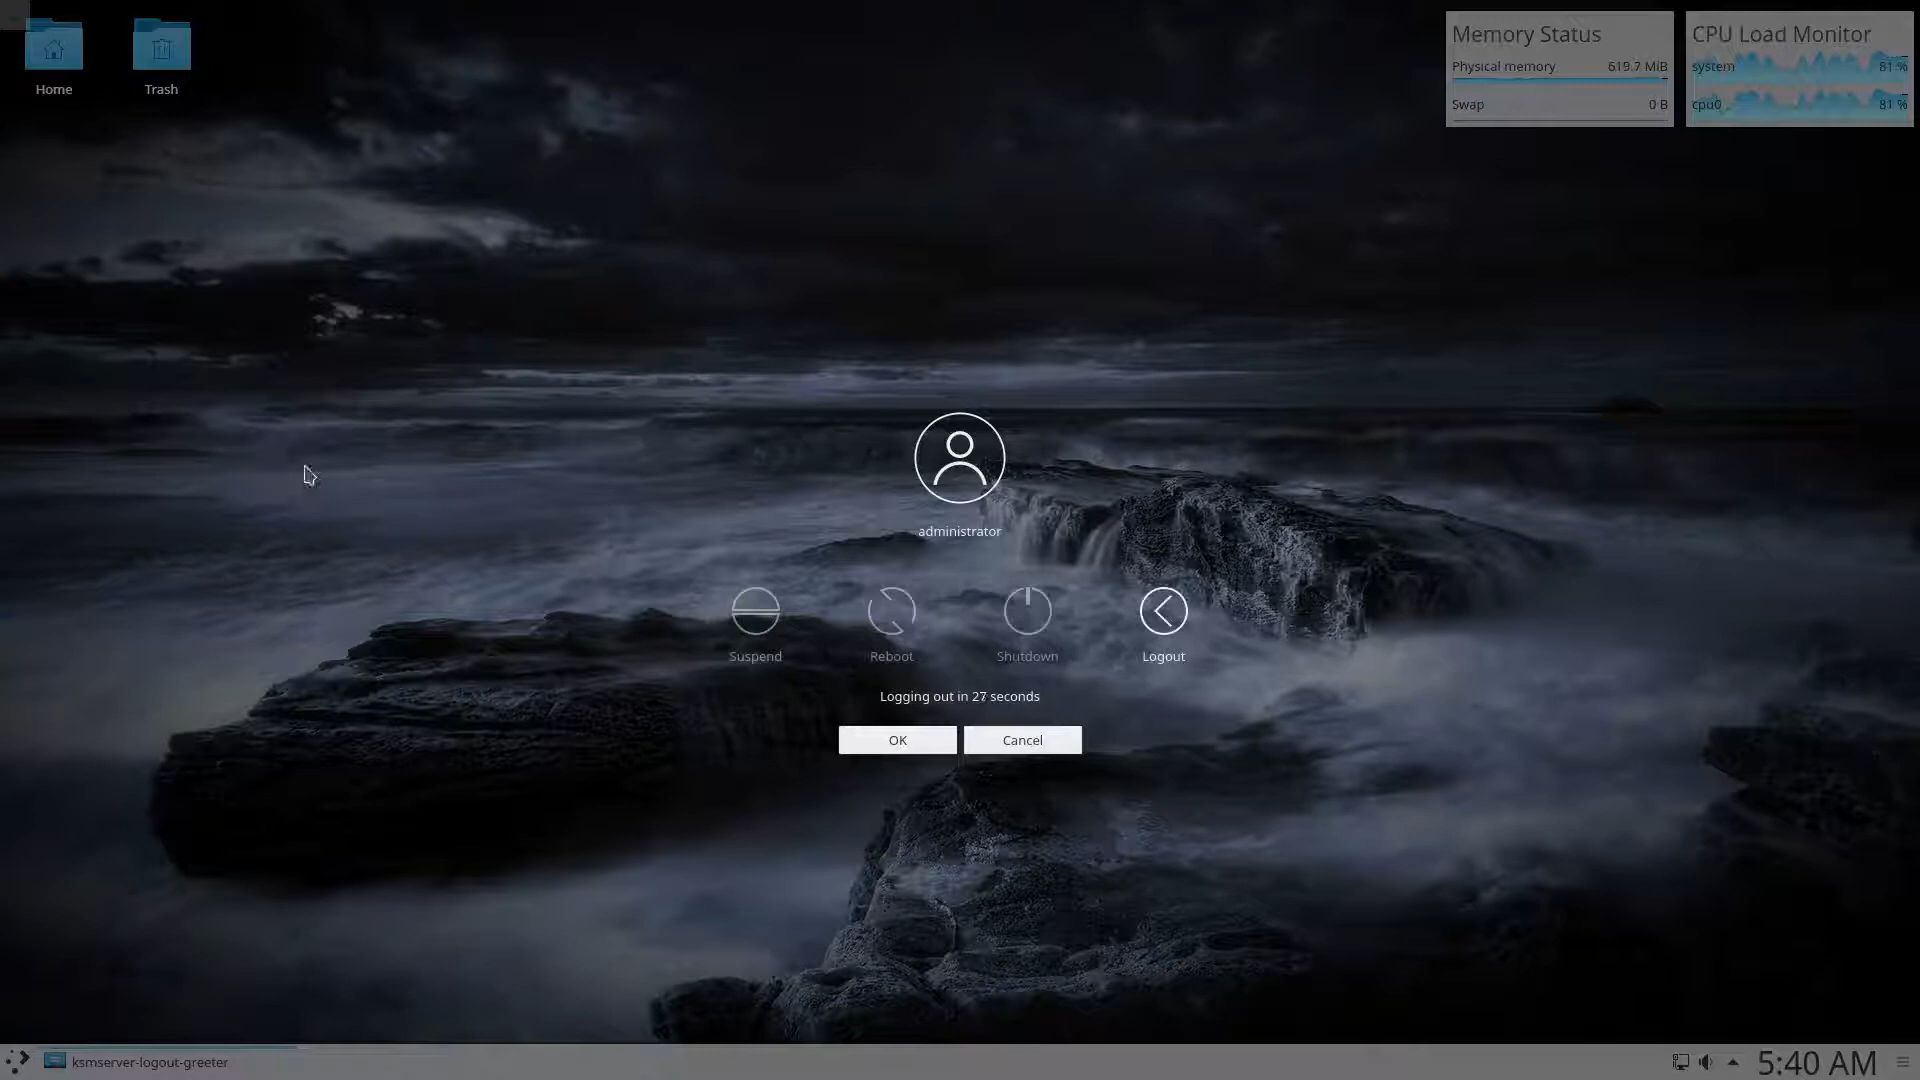 Home
Trash
Memory Status
Physical memory 619.7 MiB
Swap 0 B
CPU Load Monitor
system 81 %
cpu0 81 %
administrator
Suspend
Reboot
Shutdown
Logout
Logging out in 27 seconds
OK
Cancel
ksmserver-logout-greeter
5:40 AM